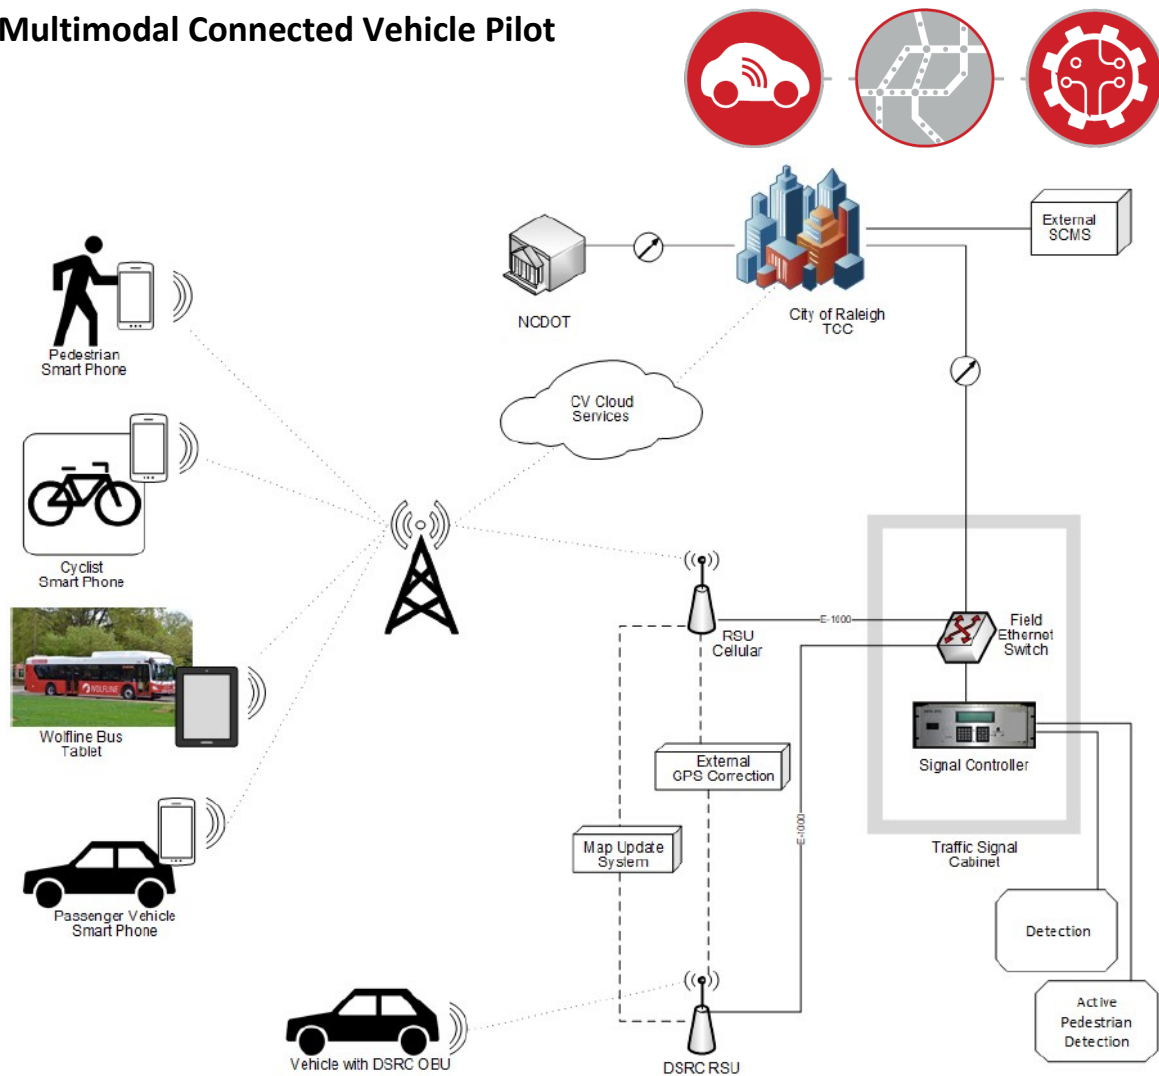 Multimodal Connected Vehicle Pilot
External
SCMS
NCDOT
City of Raleigh
TCC
Pedestrian
Smart Phone
CV Cloud
Services
Cyclist
Smart Phone
RSU
Cellular
E-1000
Field
Ethernet
Switch
WOLFLINE
Wolfline Bus
Tablet
External
GPS Correction
Signal Controller
E-1000
Map Update
System
Traffic Signal
Cabinet
Passenger Vehicle
Smart Phone
Detection
Active
Pedestrian
Detection
Vehicle with DSRC OBU
DSRC RSU